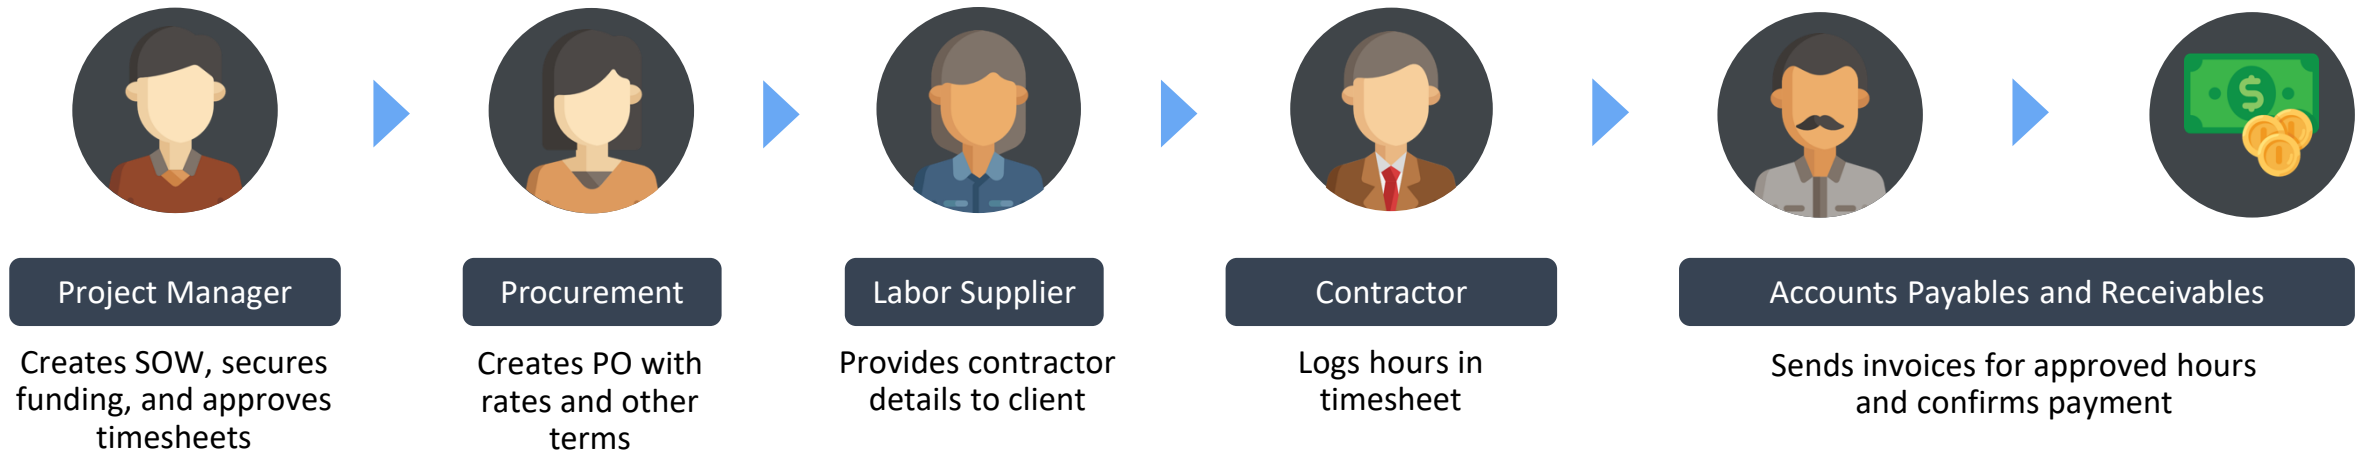 Project Manager
Creates SOW, secures
funding, and approves
timesheets
Procurement
Creates PO with
rates and other
terms
Labor Supplier
Provides contractor
details to client
Contractor
Logs hours in
timesheet
Accounts Payables and Receivables
Sends invoices for approved hours
and confirms payment
$